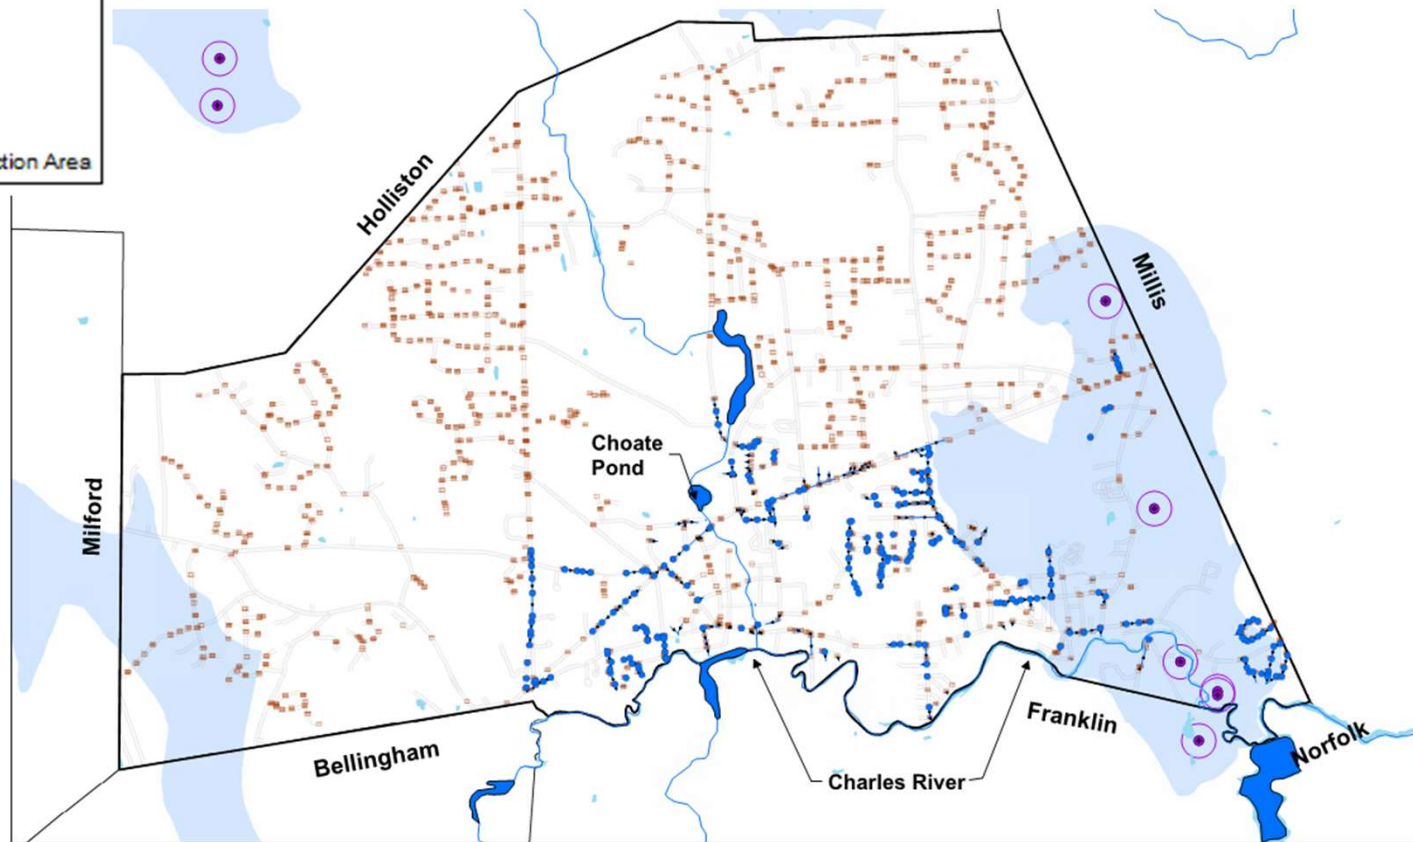 tion Area
Holliston
Millis
Choate
Pond
Milford
Franklin
Norfolk
Bellingham
Charles River